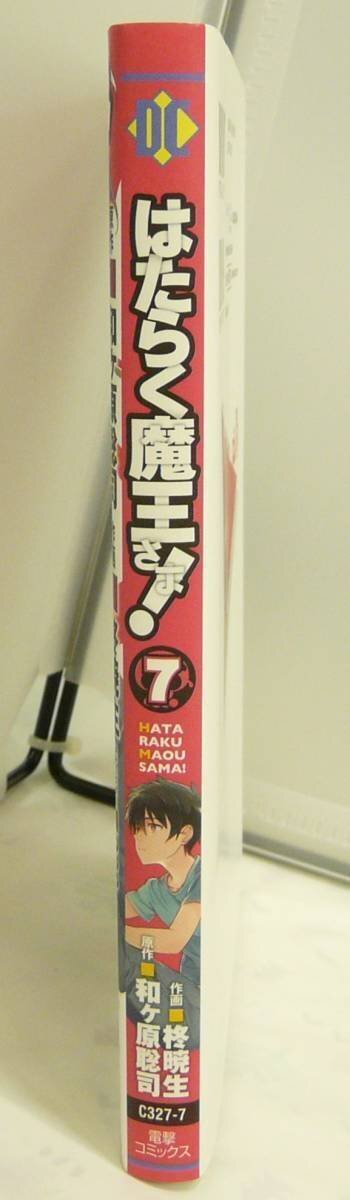 DC
はたらく魔王さま!
7
HATA
RAKU
MAOU
SAMA!
作画■柊暁生
原作■和ヶ原聡司
C327-7
電撃
コミックス